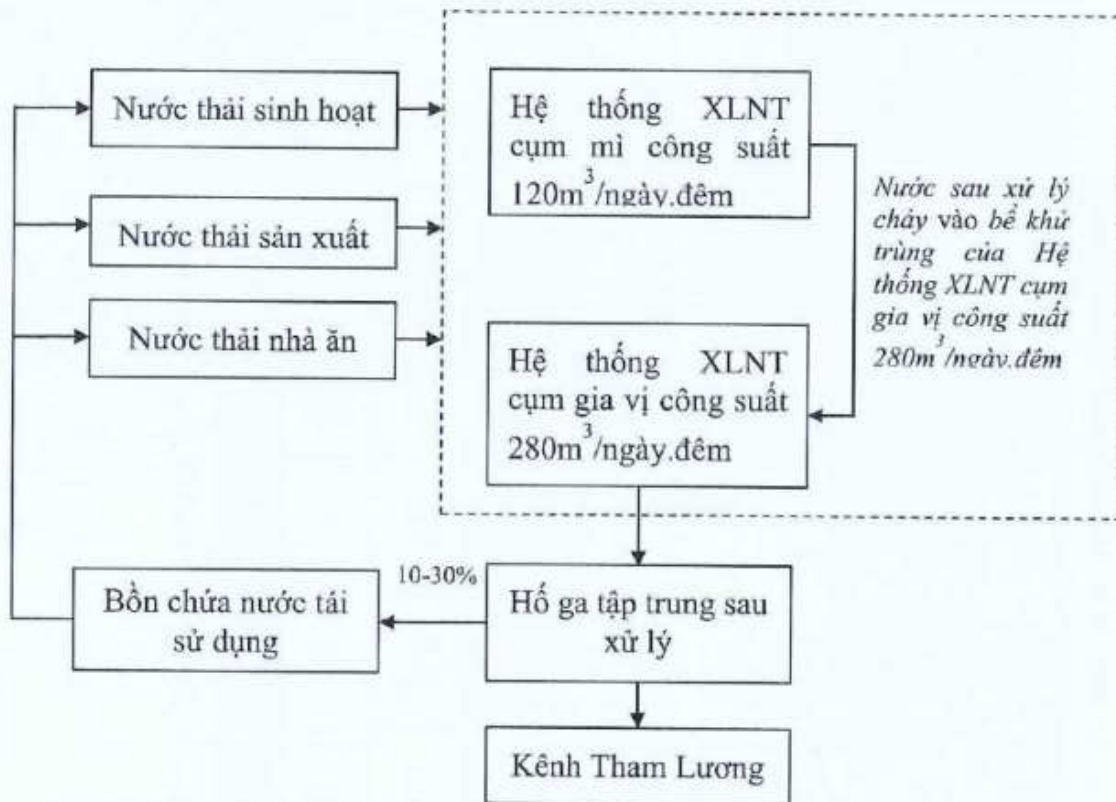 Nước thải sinh hoạt
Nước thải sản xuất
Nước thải nhà ăn
Hệ thống XLNT
cụm mì công suất
120m³/ngày.đêm
Nước sau xử lý
chảy vào bể khử
trùng của Hệ
thống XLNT cụm
gia vị công suất
280m³/ngày.đêm
Hệ thống XLNT
cụm gia vị công suất
280m³/ngày.đêm
10-30%
Bồn chứa nước tái
sử dụng
Hố ga tập trung sau
xử lý
Kênh Tham Lương